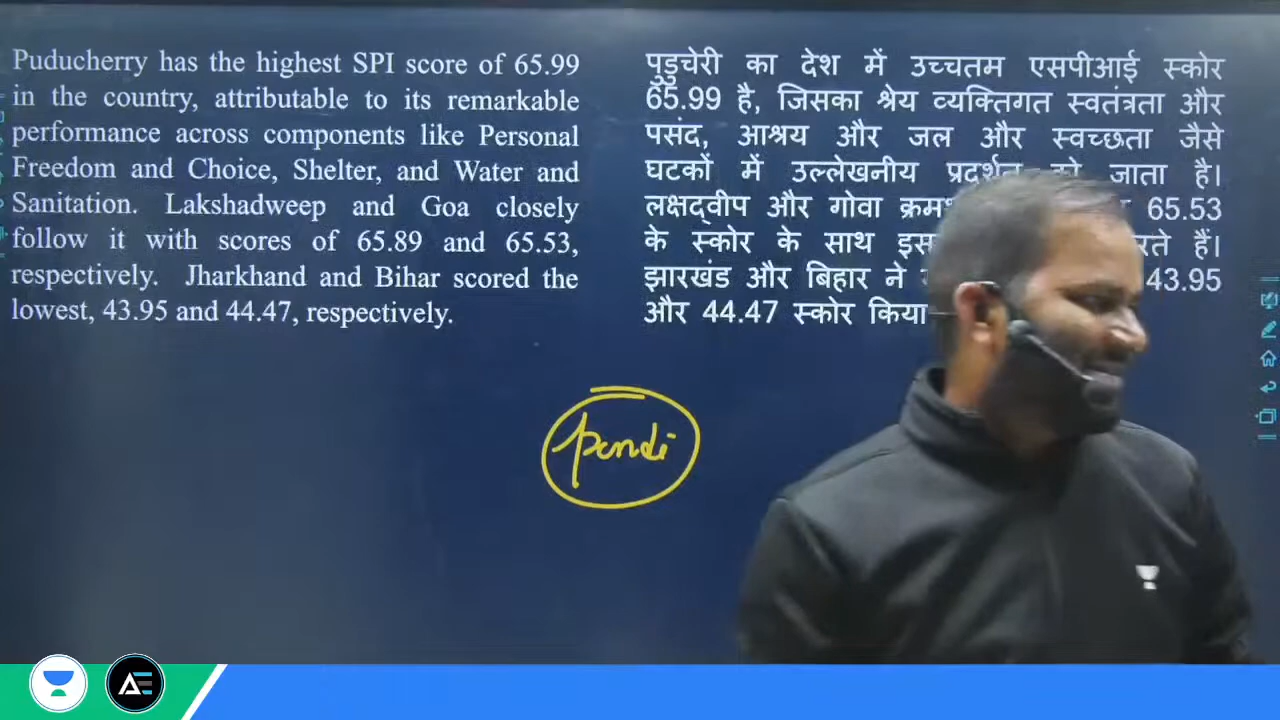 Puducherry has the highest SPI score of 65.99
in the country, attributable to its remarkable
performance across components like Personal
Freedom and Choice, Shelter, and Water and
Sanitation. Lakshadweep and Goa closely
follow it with scores of 65.89 and 65.53,
respectively. Jharkhand and Bihar scored the
lowest, 43.95 and 44.47, respectively.
पुडुचेरी का देश में उच्चतम एसपीआई स्कोर
65.99 है, जिसका श्रेय व्यक्तिगत स्वतंत्रता और
पसंद, आश्रय और जल और स्वच्छता जैसे
घटकों में उल्लेखनीय प्रदर्शन को जाता है।
लक्षद्वीप और गोवा 65.53
के स्कोर के साथ हैं।
झारखंड और बिहार ने 43.95
और 44.47 स्कोर किया
pondi